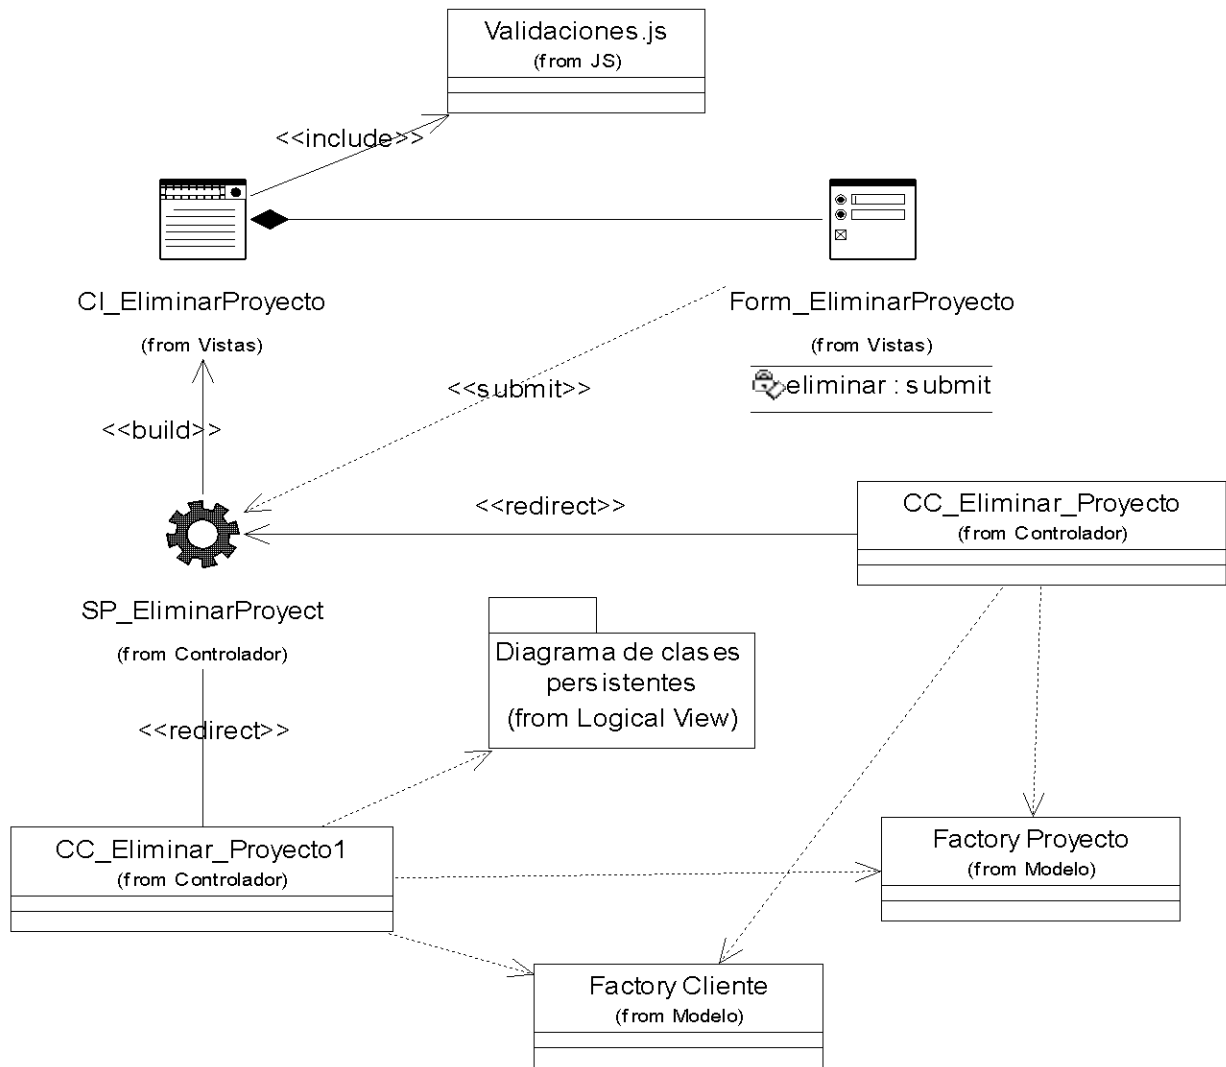 Validaciones.js
(from JS)
<<include>>
CI_EliminarProyecto
(from Vistas)
Form_EliminarProyecto
(from Vistas)
eliminar : submit
<<submit>>
<<build>>
<<redirect>>
CC_Eliminar_Proyecto
(from Controlador)
SP_EliminarProyect
(from Controlador)
Diagrama de clases
persistentes
(from Logical View)
<<redirect>>
CC_Eliminar_Proyecto1
(from Controlador)
Factory Proyecto
(from Modelo)
Factory Cliente
(from Modelo)